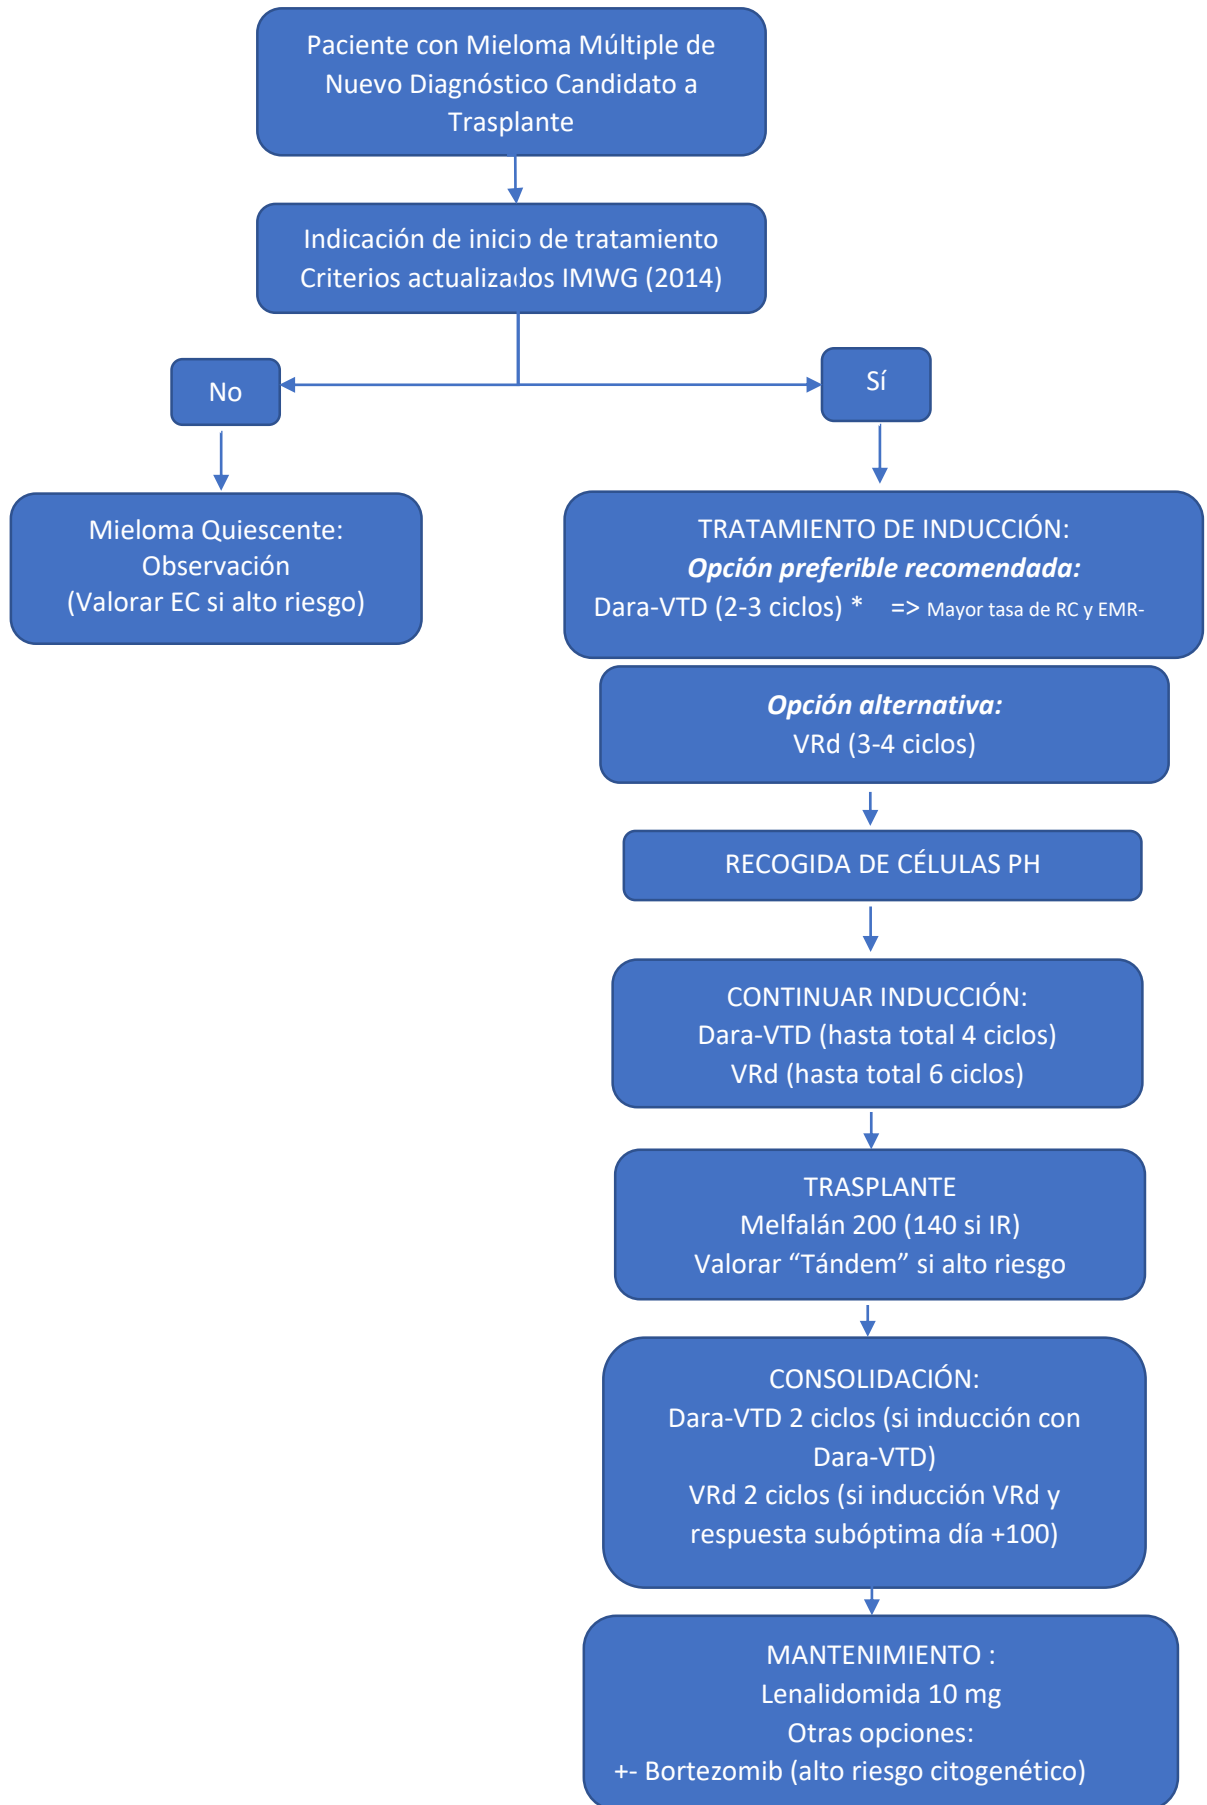 Paciente con Mieloma Múltiple de
Nuevo Diagnóstico Candidato a
Trasplante
Indicación de inicio de tratamiento
Criterios actualizados IMWG (2014)
No
Sí
Mieloma Quiescente:
Observación
(Valorar EC si alto riesgo)
TRATAMIENTO DE INDUCCIÓN:
Opción preferible recomendada:
Dara-VTD (2-3 ciclos) * => Mayor tasa de RC y EMR-
Opción alternativa:
VRd (3-4 ciclos)
RECOGIDA DE CÉLULAS PH
CONTINUAR INDUCCIÓN:
Dara-VTD (hasta total 4 ciclos)
VRd (hasta total 6 ciclos)
TRASPLANTE
Melfalán 200 (140 si IR)
Valorar “Tándem” si alto riesgo
CONSOLIDACIÓN:
Dara-VTD 2 ciclos (si inducción con
Dara-VTD)
VRd 2 ciclos (si inducción VRd y
respuesta subóptima día +100)
MANTENIMIENTO :
Lenalidomida 10 mg
Otras opciones:
+- Bortezomib (alto riesgo citogenético)